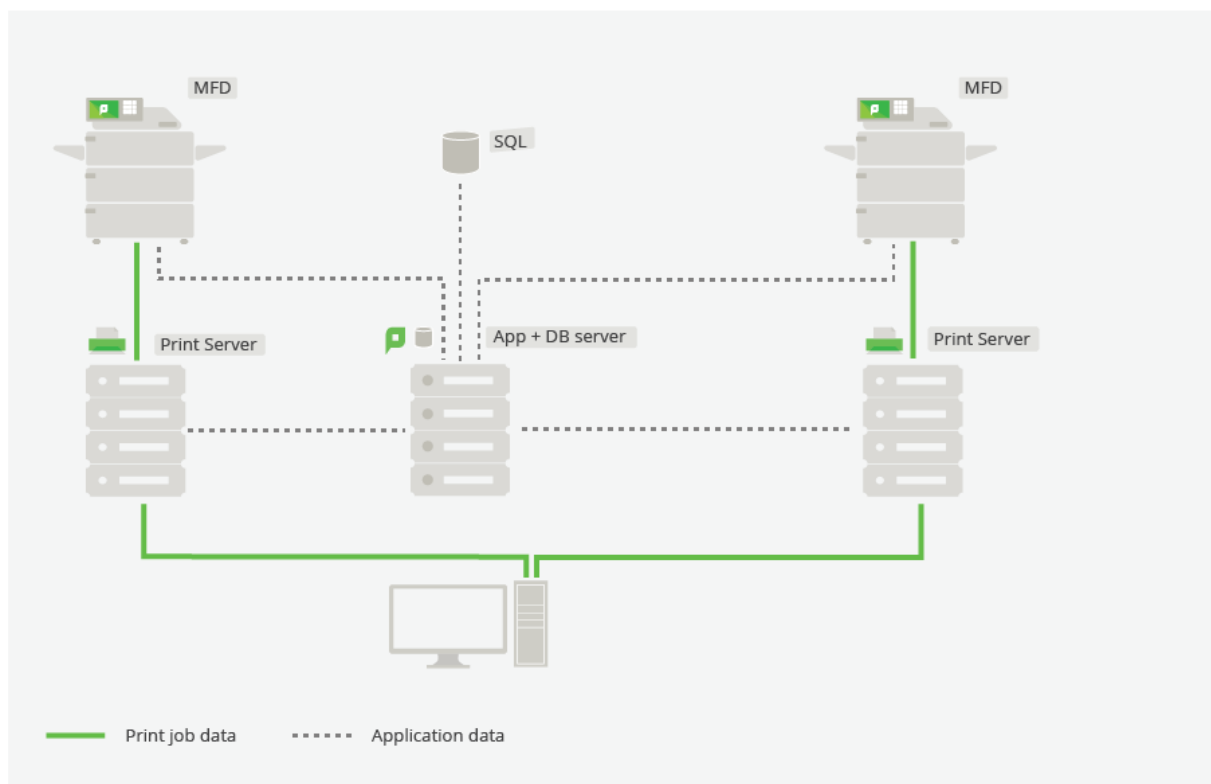 MFD
MFD
SQL
Print Server
App + DB server
Print Server
Print job data
Application data